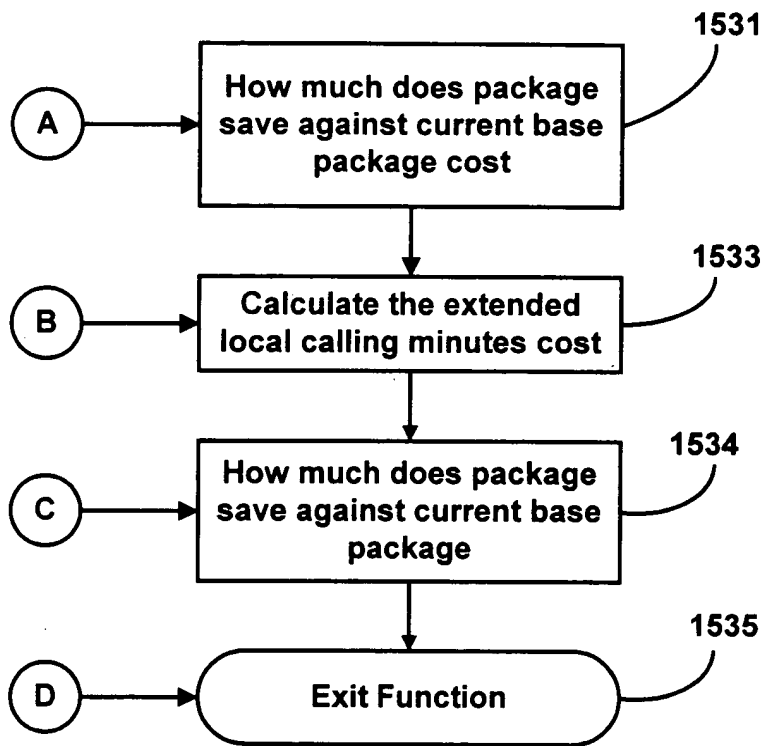 1531
A
How much does package
save against current base
package cost
1533
B
Calculate the extended
local calling minutes cost
1534
C
How much does package
save against current base
package
1535
D
Exit Function